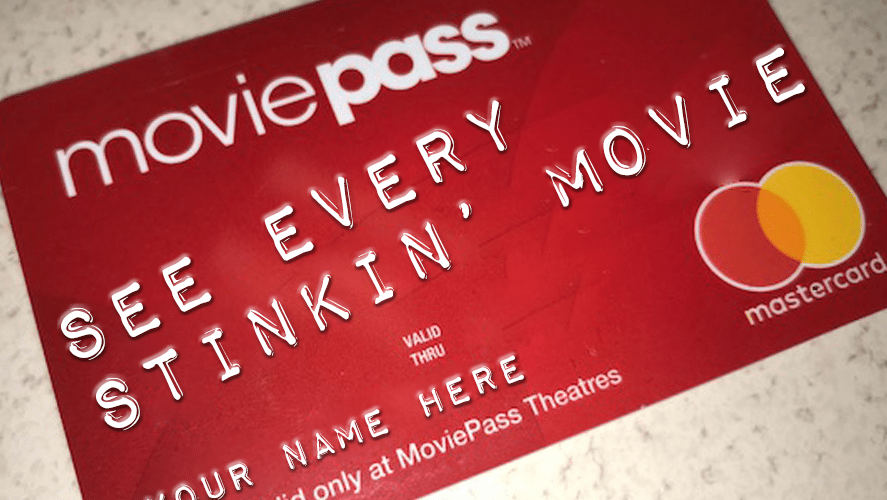 moviepass™
SEE EVERY
STINKIN' MOVIE
mastercard
VALID
THRU
YOUR NAME HERE
only at MoviePass Theatres